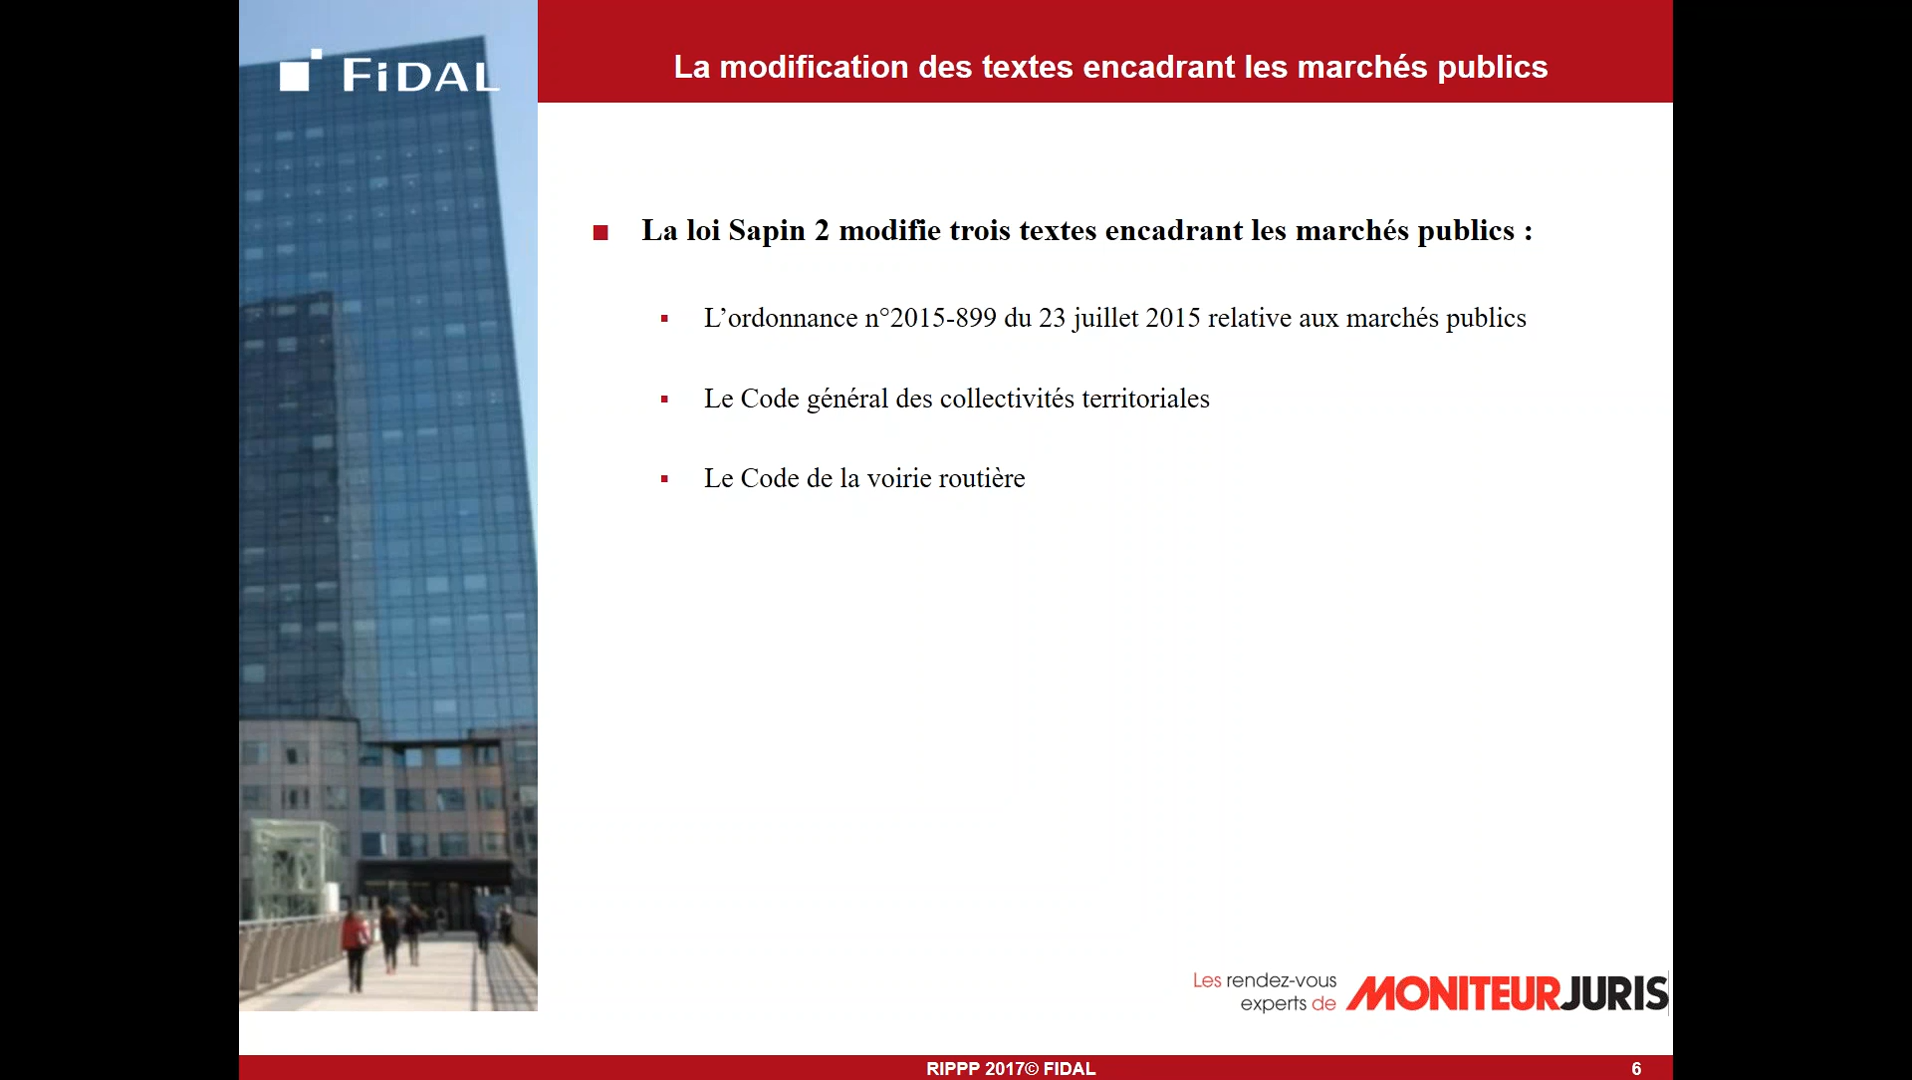 FiDAL
La modification des textes encadrant les marchés publics
La loi Sapin 2 modifie trois textes encadrant les marchés publics :
L’ordonnance n°2015-899 du 23 juillet 2015 relative aux marchés publics
Le Code général des collectivités territoriales
Le Code de la voirie routière
Les rendez-vous
experts de
MONITEURJURIS
RIPPP 2017© FIDAL
6